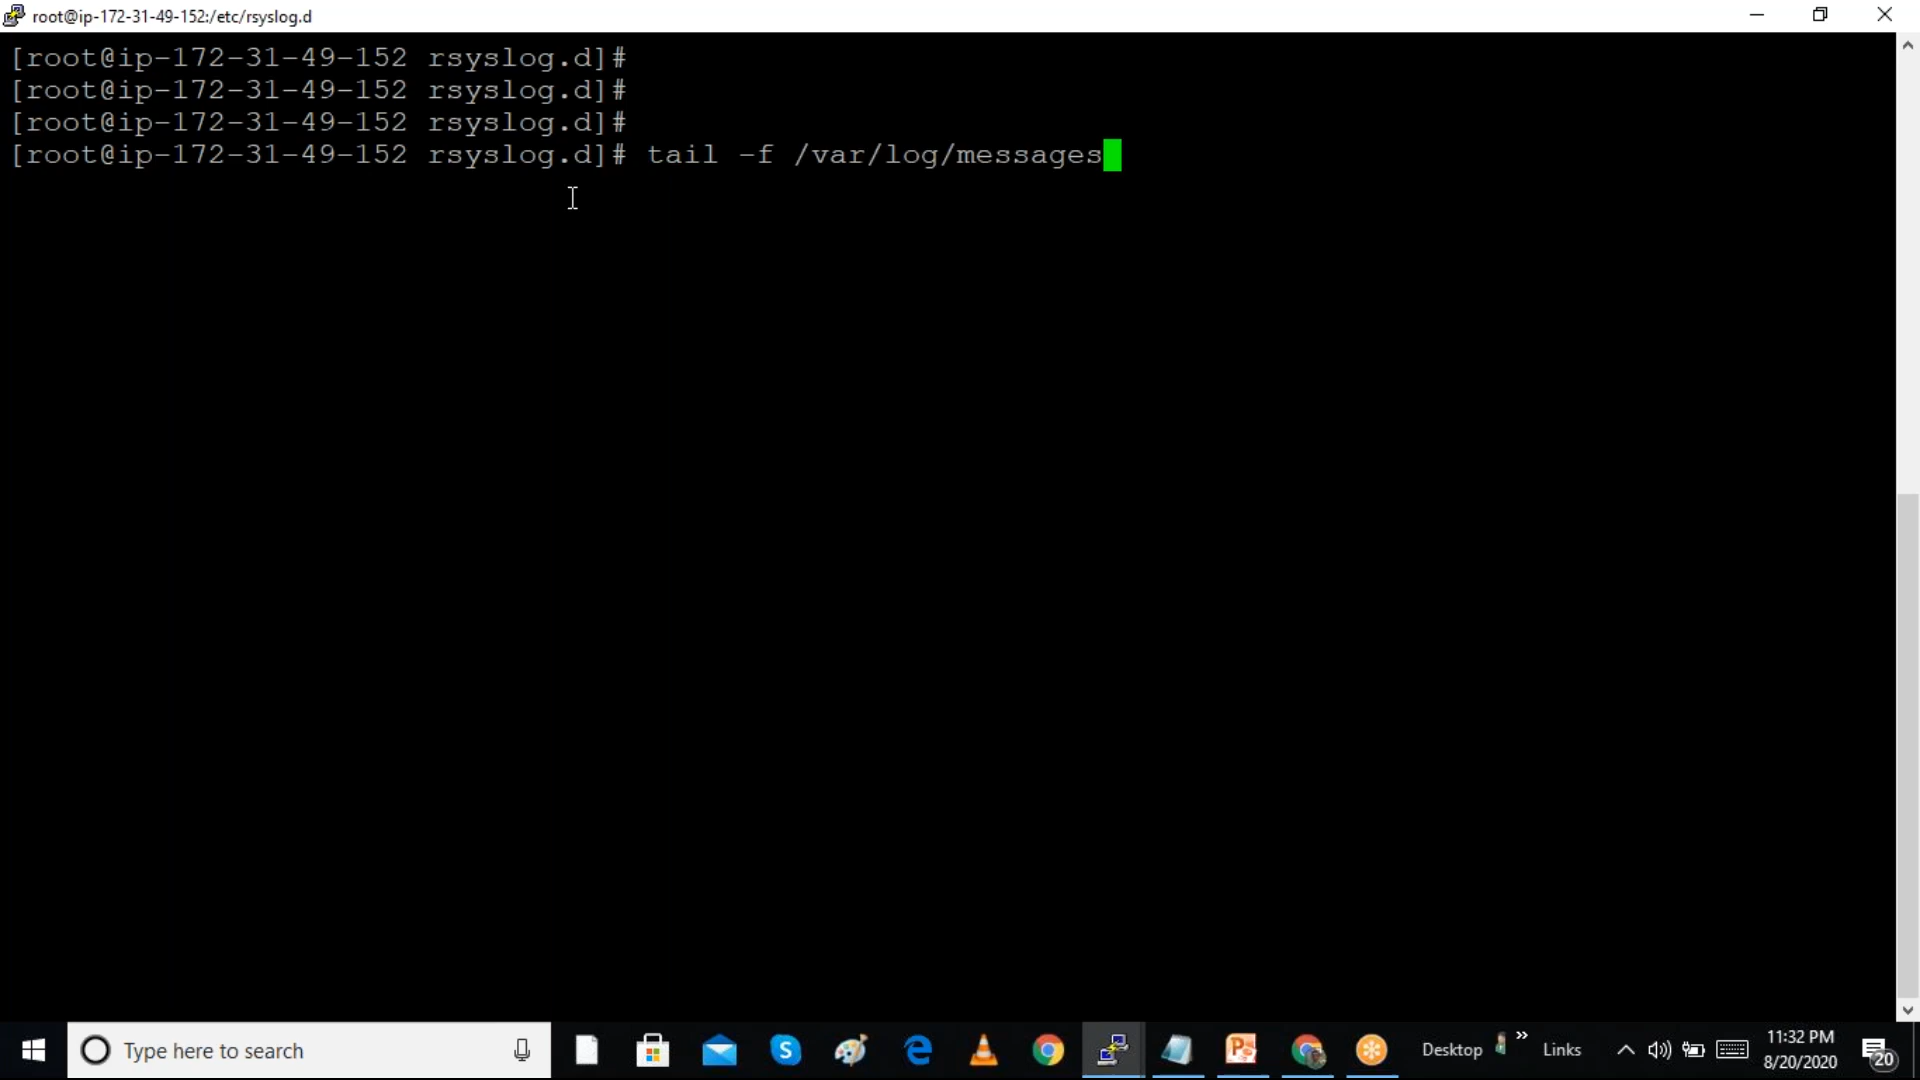 root@ip-172-31-49-152:/etc/rsyslog.d
[root@ip-172-31-49-152 rsyslog.d]#
[root@ip-172-31-49-152 rsyslog.d]#
[root@ip-172-31-49-152 rsyslog.d]#
[root@ip-172-31-49-152 rsyslog.d]# tail -f /var/log/messages
Type here to search
Desktop
Links
11:32 PM
8/20/2020
20